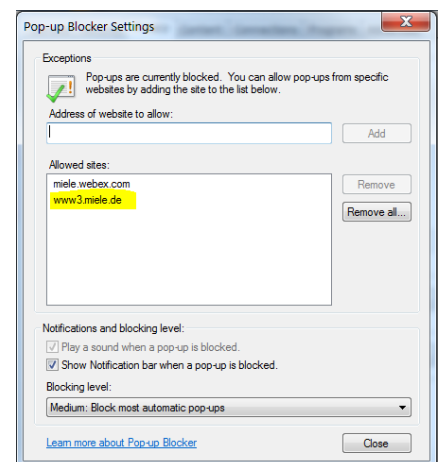 Pop-up Blocker Settings
Exceptions
Pop-ups are currently blocked. You can allow pop-ups from specific
websites by adding the site to the list below.
Address of website to allow:
Add
Allowed sites:
miele.webex.com
www3.miele.de
Remove
Remove all...
Notifications and blocking level:
Play a sound when a pop-up is blocked.
Show Notification bar when a pop-up is blocked.
Blocking level:
Medium: Block most automatic pop-ups
Learn more about Pop-up Blocker
Close